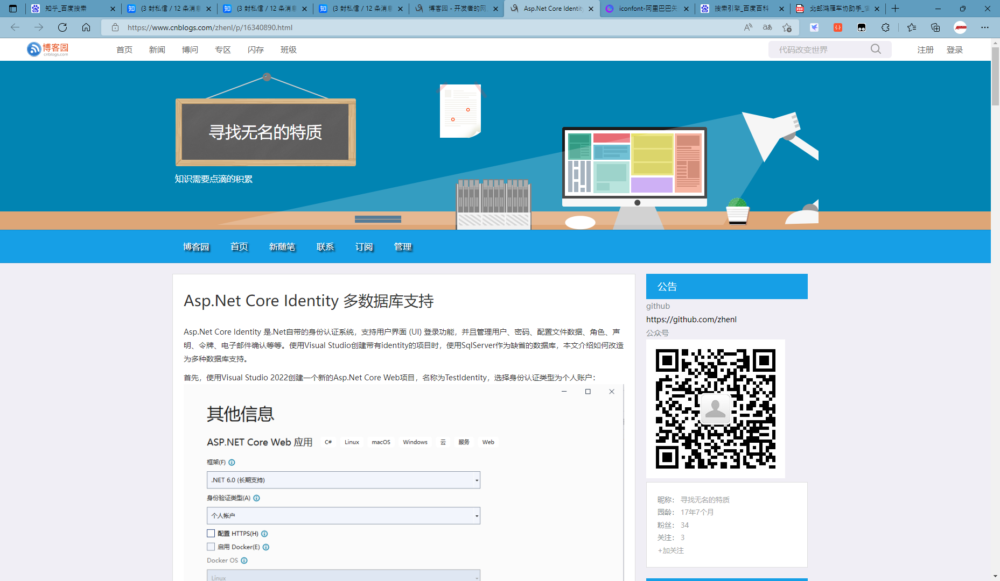 知乎_百度搜索
(3 封私信 / 12 条消息
(3 封私信 / 12 条消息
(3 封私信 / 12 条消息
博客园 - 开发者的网
Asp.Net Core Identity
iconfont-阿里巴巴矢
搜索引擎_百度百科
北邮鸿雁车协助手_
https://www.cnblogs.com/zhenl/p/16340890.html
博客园
cnblogs.com
首页 新闻 博问 专区 闪存 班级
代码改变世界
注册 登录
寻找无名的特质
知识需要点滴的积累
博客园 首页 新随笔 联系 订阅 管理
Asp.Net Core Identity 多数据库支持
Asp.Net Core Identity 是.Net自带的身份认证系统，支持用户界面 (UI) 登录功能，并且管理用户、密码、配置文件数据、角色、声
明、令牌、电子邮件确认等等。使用Visual Studio创建带有identity的项目时，使用SqlServer作为缺省的数据库，本文介绍如何改造
为多种数据库支持。
首先，使用Visual Studio 2022创建一个新的Asp.Net Core Web项目，名称为TestIdentity，选择身份认证类型为个人账户：
其他信息
ASP.NET Core Web 应用 C# Linux macOS Windows 云 服务 Web
框架(F)
.NET 6.0 (长期支持)
身份验证类型(A)
个人帐户
配置 HTTPS(H)
启用 Docker(E)
Docker OS
Linux
公告
github
https://github.com/zhenl
公众号
昵称： 寻找无名的特质
园龄： 17年7个月
粉丝： 34
关注： 3
+加关注